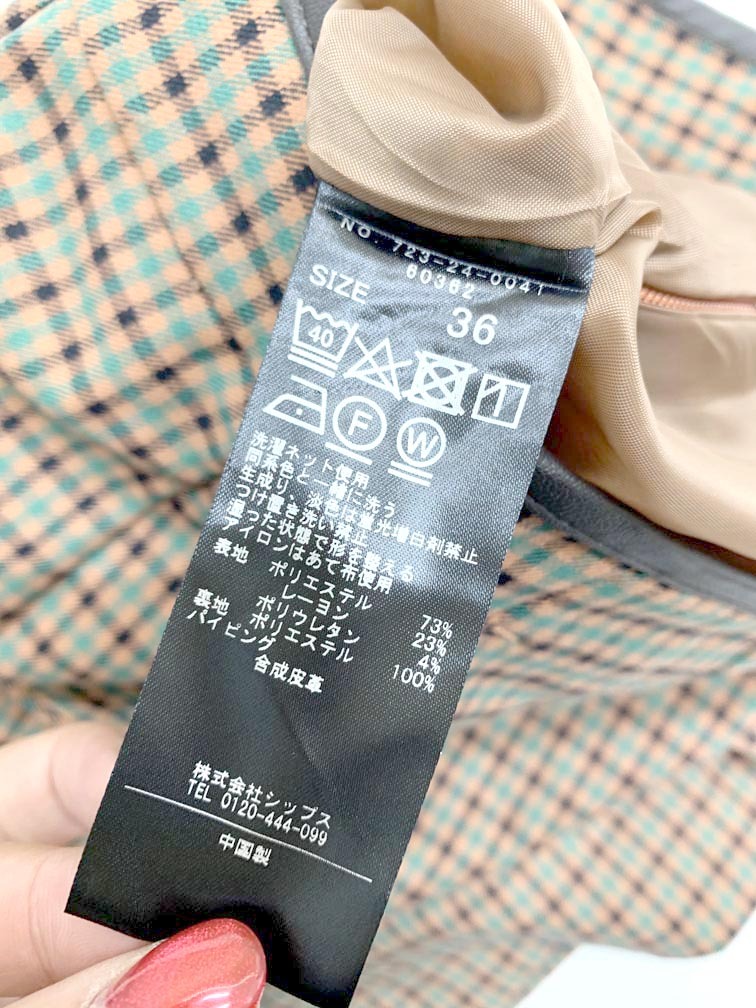 NO. 723-24-0041
60362
SIZE 36
40
F W
洗濯ネット使用
同素色と一緒に洗う
生成り・淡色は蛍光増白剤禁止
つけ置き洗い禁止
湿った状態で形を整える
アイロンはあて布使用
表地 ポリエステル 73%
レーヨン 23%
ポリウレタン 4%
裏地 ポリエステル 100%
パイピング
合成皮革
株式会社シップス
TEL 0120-444-099
中国製